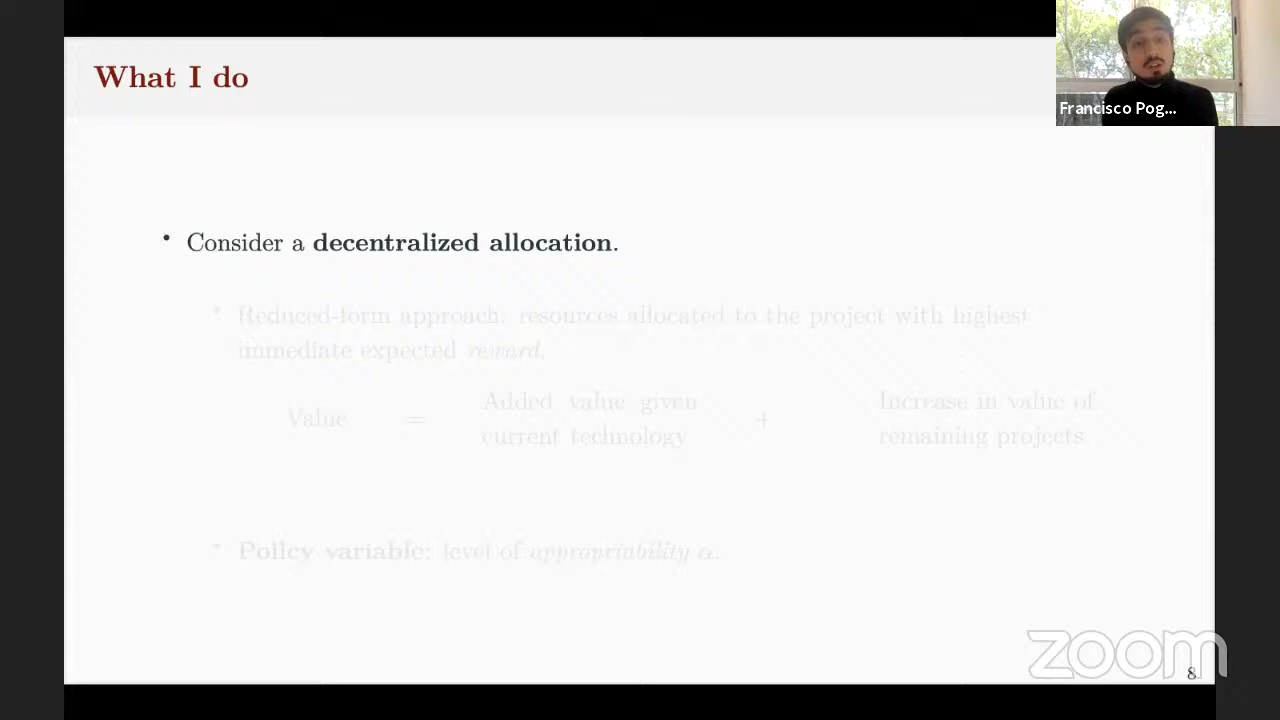 What I do
Francisco Pog...
• Consider a decentralized allocation.
• Reduced-form approach: resources allocated to the project with highest
immediate expected reward.
Value = Added value given current technology + Increase in value of remaining projects
• Policy variable: level of appropriability α.
zoom
8